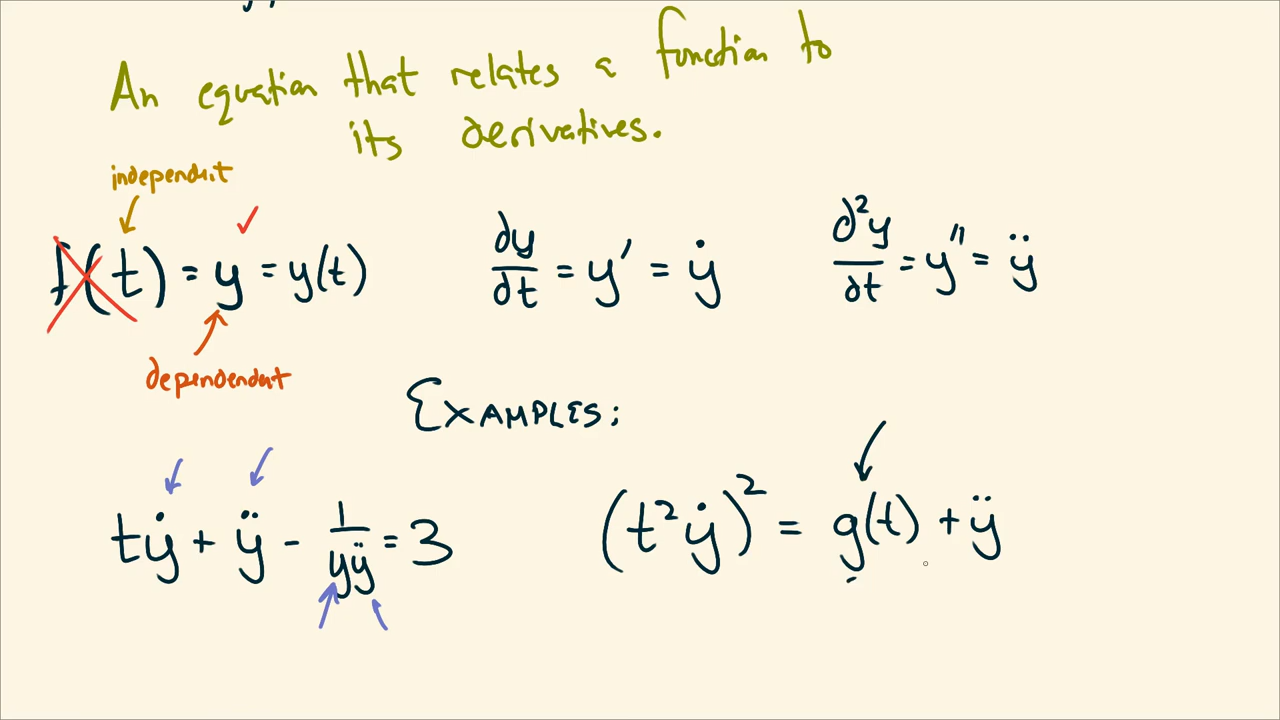 An equation that relates a function to
its derivatives.
independent
f(t) = y = y(t)
dy/dt = y' = ẏ
d²y/dt = y'' = ÿ
dependent
EXAMPLES:
tẏ + ÿ - 1/(yÿ) = 3
(t²ẏ)² = g(t) + ÿ